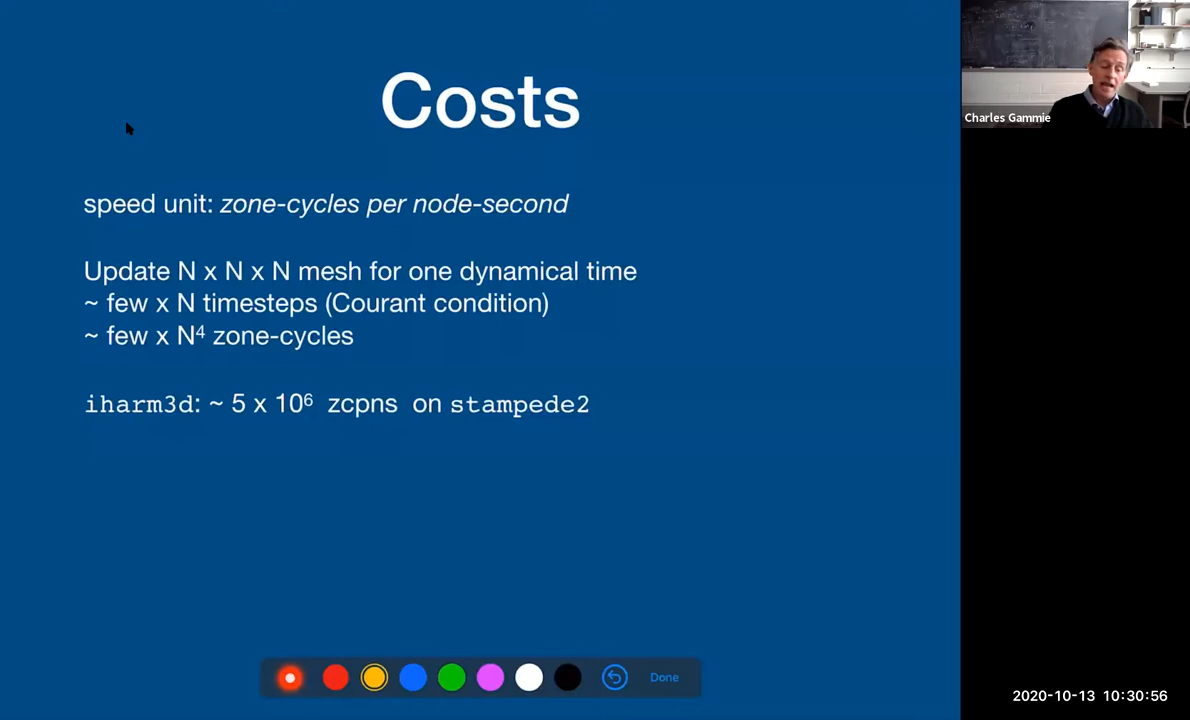 Costs
speed unit: zone-cycles per node-second
Update N x N x N mesh for one dynamical time
~ few x N timesteps (Courant condition)
~ few x N⁴ zone-cycles
iharm3d: ~ 5 x 10⁶ zcpns on stampede2
Done
Charles Gammie
2020-10-13 10:30:56